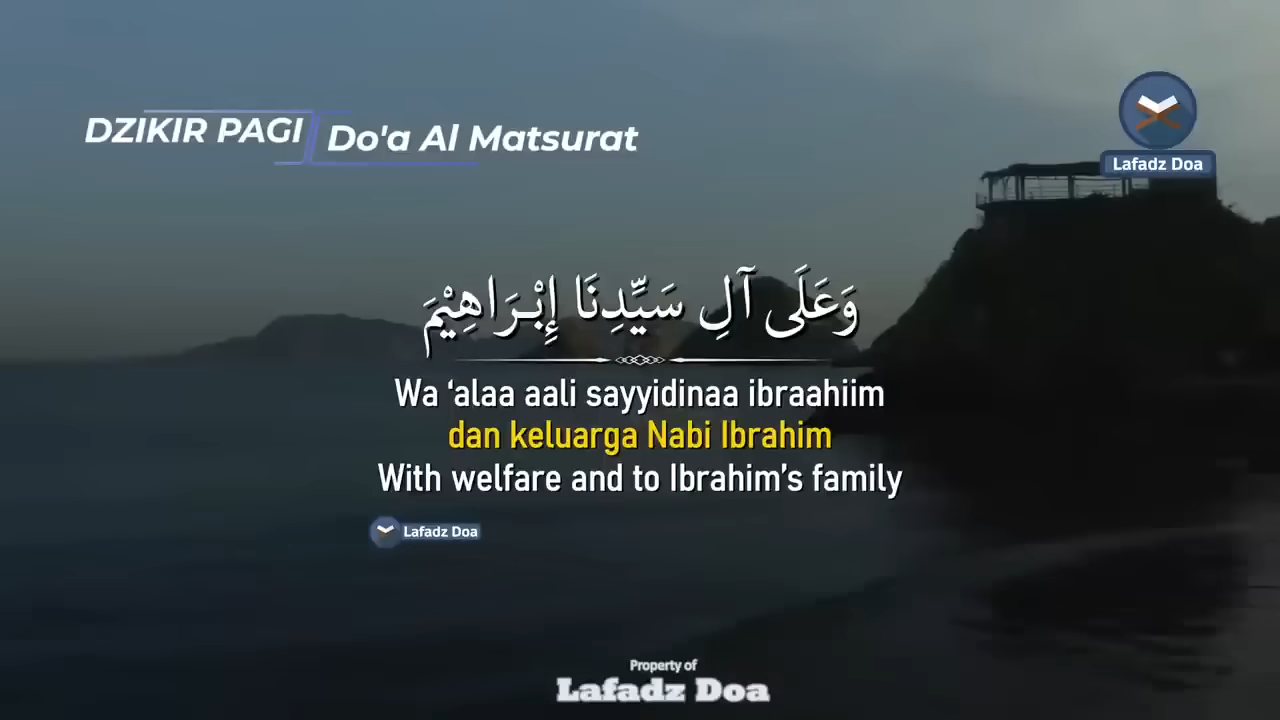 DZIKIR PAGI
Do'a Al Matsurat
Lafadz Doa
وَعَلَى آلِ سَيِّدِنَا إِبْرَاهِيْمَ
Wa ‘alaa aali sayyidinaa ibraahiim
dan keluarga Nabi Ibrahim
With welfare and to Ibrahim’s family
Lafadz Doa
Property of
Lafadz Doa